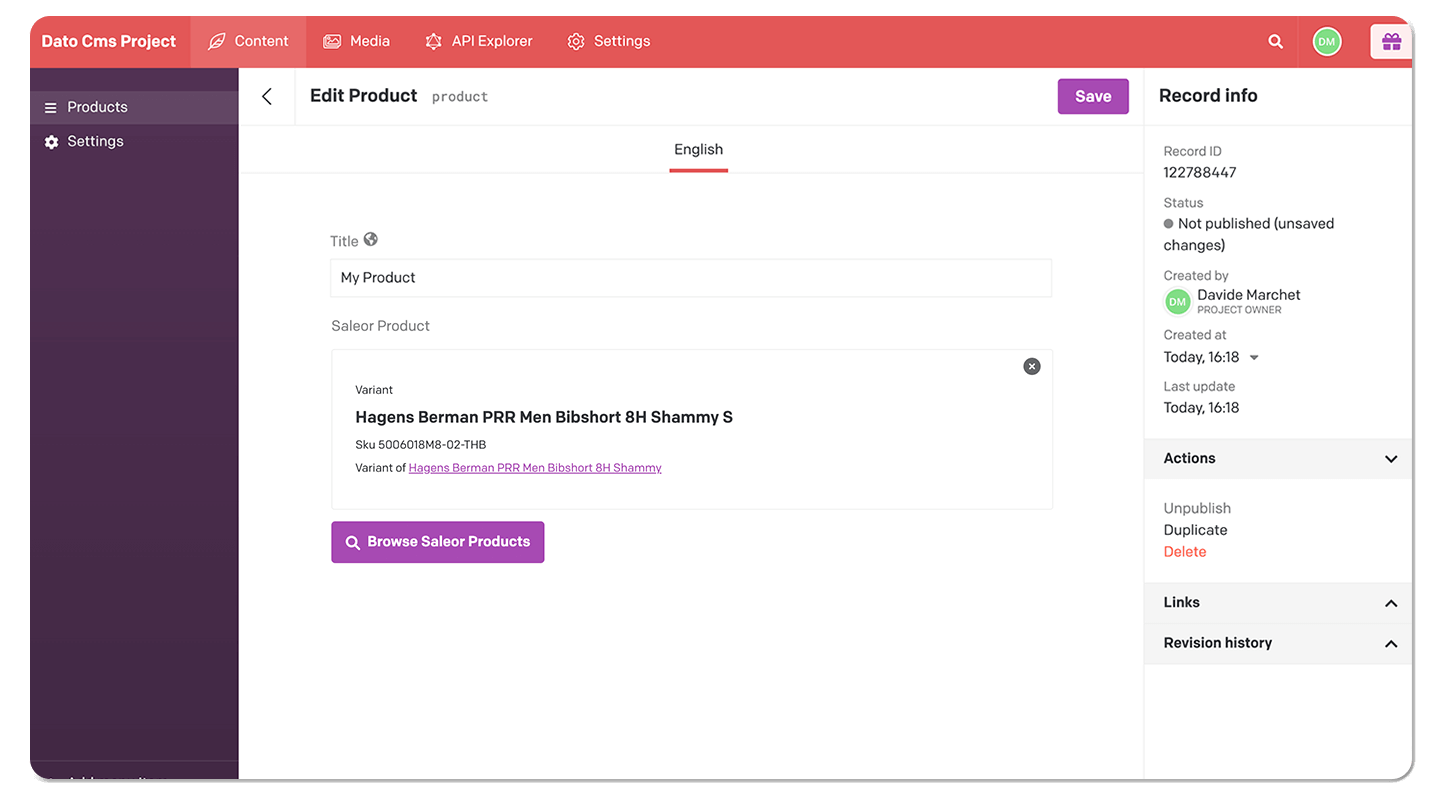 Dato Cms Project
Content
Media
API Explorer
Settings
DM
Products
Settings
Edit Product product
Save
English
Title
My Product
Saleor Product
Variant
Hagens Berman PRR Men Bibshort 8H Shammy S
Sku 5006018M8-02-THB
Variant of Hagens Berman PRR Men Bibshort 8H Shammy
Browse Saleor Products
Record info
Record ID
122788447
Status
Not published (unsaved
changes)
Created by
DM
Davide Marchet
PROJECT OWNER
Created at
Today, 16:18
Last update
Today, 16:18
Actions
Unpublish
Duplicate
Delete
Links
Revision history